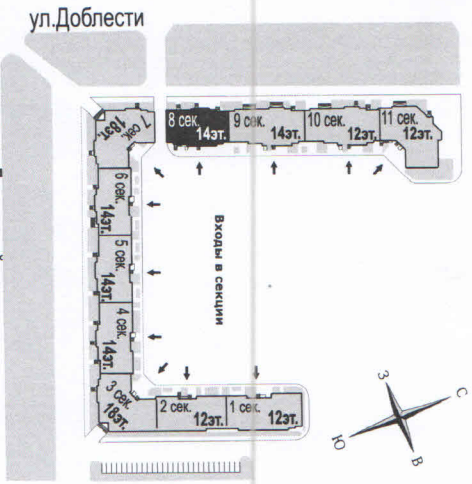 ул.Доблести
8 сек.
14эт.
9 сек.
14эт.
10 сек.
12эт.
11 сек.
12эт.
7 сек.
18эт.
6 сек.
14эт.
5 сек.
14эт.
4 сек.
14эт.
3 сек.
18эт.
2 сек.
12эт.
1 сек.
12эт.
Входы в секции
З
С
Ю
В